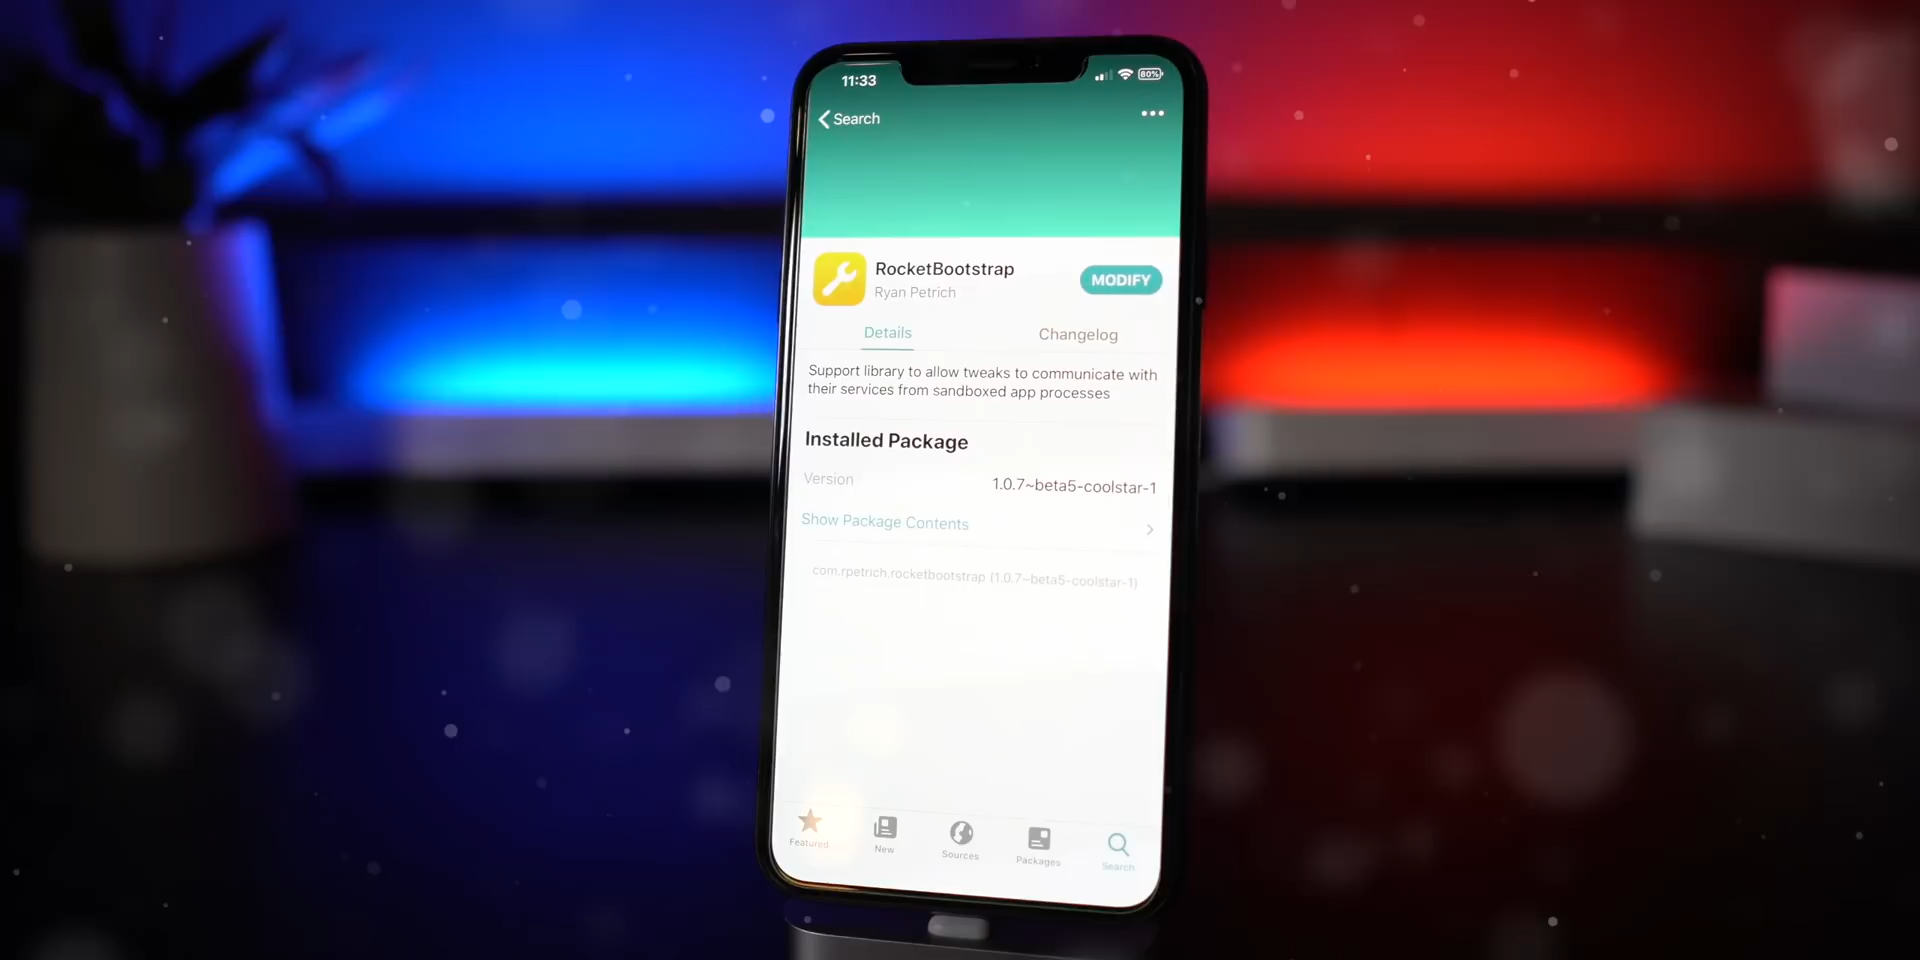 11:33
80%
Search
RocketBootstrap
Ryan Petrich
MODIFY
Details
Changelog
Support library to allow tweaks to communicate with
their services from sandboxed app processes
Installed Package
Version
1.0.7~beta5-coolstar-1
Show Package Contents
com.rpetrich.rocketbootstrap (1.0.7~beta5-coolstar-1)
Featured
New
Sources
Packages
Search